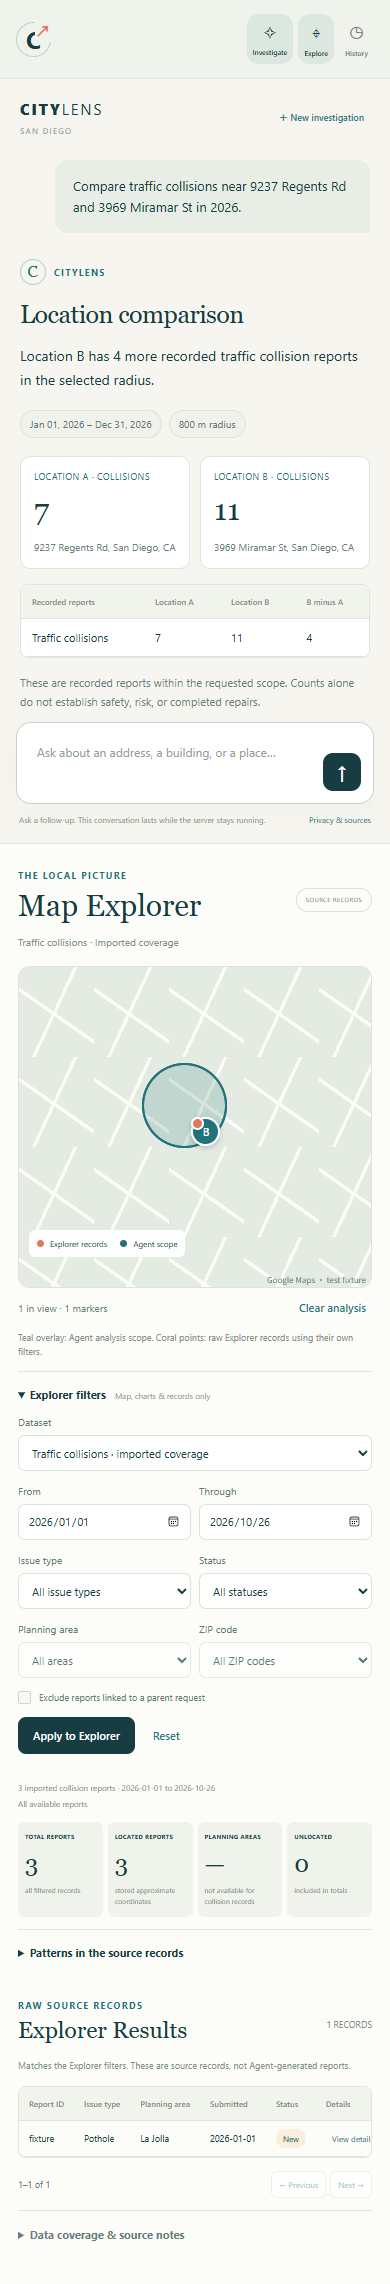 C
Investigate
Explore
History
CITYLENS
SAN DIEGO
+ New investigation
Compare traffic collisions near 9237 Regents Rd
and 3969 Miramar St in 2026.
C CITYLENS
Location comparison
Location B has 4 more recorded traffic collision reports
in the selected radius.
Jan 01, 2026 – Dec 31, 2026
800 m radius
LOCATION A · COLLISIONS
7
9237 Regents Rd, San Diego, CA
LOCATION B · COLLISIONS
11
3969 Miramar St, San Diego, CA
Recorded reports Location A Location B B minus A
Traffic collisions 7 11 4
These are recorded reports within the requested scope. Counts alone
do not establish safety, risk, or completed repairs.
Ask about an address, a building, or a place...
↑
Ask a follow-up. This conversation lasts while the server stays running.
Privacy & sources
THE LOCAL PICTURE
Map Explorer
SOURCE RECORDS
Traffic collisions · Imported coverage
B
Explorer records
Agent scope
Google Maps • test fixture
1 in view · 1 markers
Clear analysis
Teal overlay: Agent analysis scope. Coral points: raw Explorer records using their own
filters.
▼ Explorer filters Map, charts & records only
Dataset
Traffic collisions · imported coverage
From
Through
2026/01/01
2026/10/26
Issue type
Status
All issue types
All statuses
Planning area
ZIP code
All areas
All ZIP codes
Exclude reports linked to a parent request
Apply to Explorer
Reset
3 imported collision reports · 2026-01-01 to 2026-10-26
All available reports
TOTAL REPORTS
3
all filtered records
LOCATED REPORTS
3
stored approximate
coordinates
PLANNING AREAS
—
not available for
collision records
UNLOCATED
0
included in totals
▶ Patterns in the source records
RAW SOURCE RECORDS
Explorer Results
1 RECORDS
Matches the Explorer filters. These are source records, not Agent-generated reports.
Report ID Issue type Planning area Submitted Status Details
fixture Pothole La Jolla 2026-01-01 New View detail
1–1 of 1
← Previous
Next →
▶ Data coverage & source notes